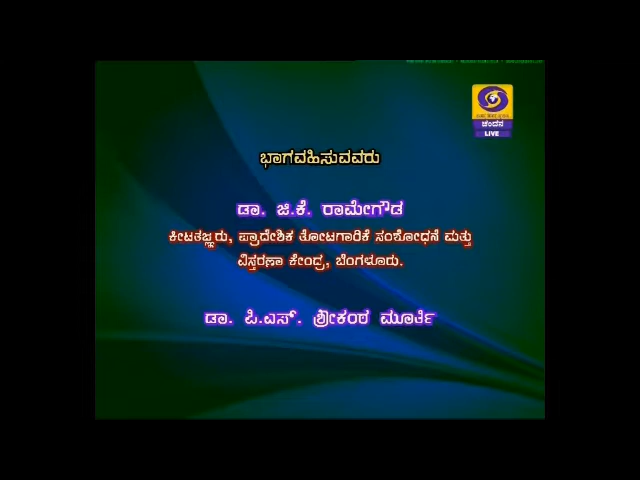 ಚಂದನ
LIVE
ಭಾಗವಹಿಸುವವರು
ಡಾ. ಜಿ.ಕೆ. ರಾಮೇಗೌಡ
ಕೀಟತಜ್ಞರು, ಪ್ರಾದೇಶಿಕ ತೋಟಗಾರಿಕೆ ಸಂಶೋಧನೆ ಮತ್ತು
ವಿಸ್ತರಣಾ ಕೇಂದ್ರ, ಬೆಂಗಳೂರು.
ಡಾ. ಪಿ.ಎಸ್. ಶ್ರೀಕಂಠ ಮೂರ್ತಿ